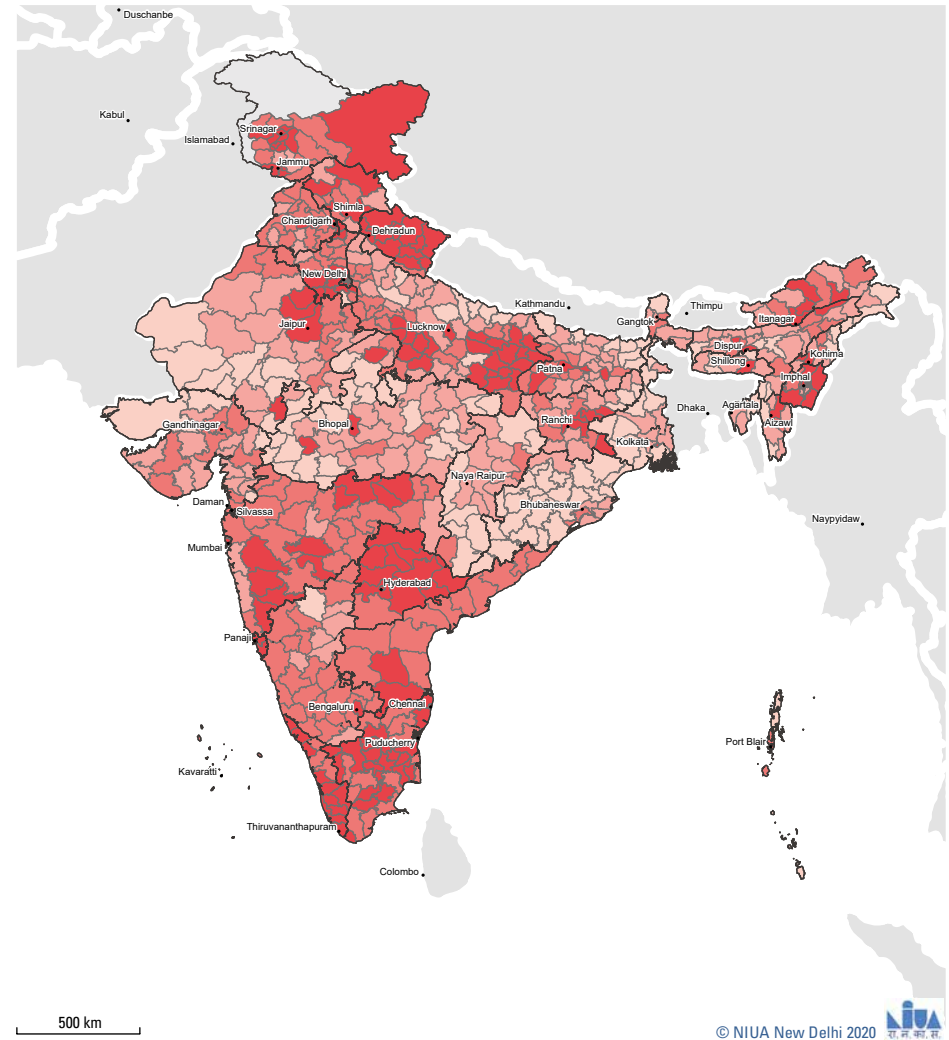 Duschanbe
Kabul
Islamabad
Srinagar
Jammu
Shimla
Chandigarh
Dehradun
New Delhi
Jaipur
Lucknow
Kathmandu
Gangtok
Thimpu
Itanagar
Dispur
Shillong
Kohima
Imphal
Patna
Dhaka
Agartala
Aizawl
Gandhinagar
Bhopal
Ranchi
Kolkata
Naya Raipur
Bhubaneswar
Daman
Silvassa
Mumbai
Naypyidaw
Hyderabad
Panaji
Bengaluru
Chennai
Puducherry
Port Blair
Kavaratti
Thiruvananthapuram
Colombo
500 km
© NIUA New Delhi 2020
NIUA
रा. न. का. सं.